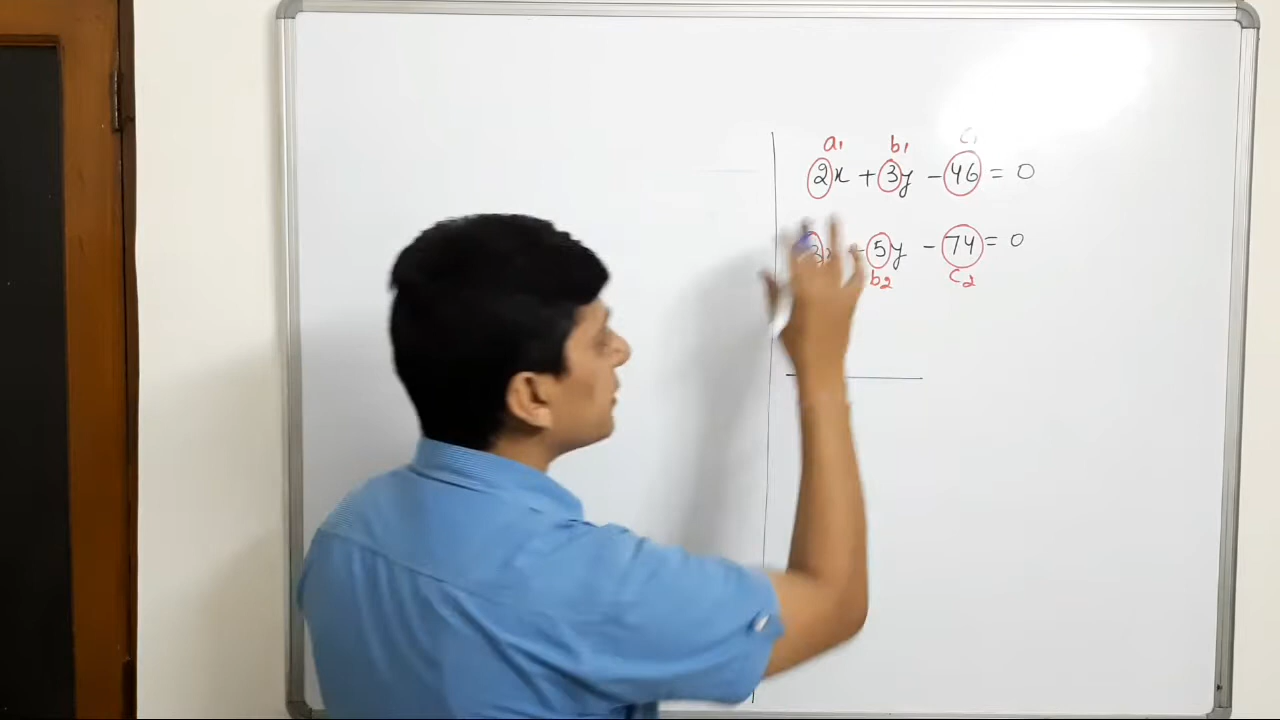 a₁ b₁ c₁
2x + 3y - 46 = 0
3x - 5y - 74 = 0
b₂ c₂